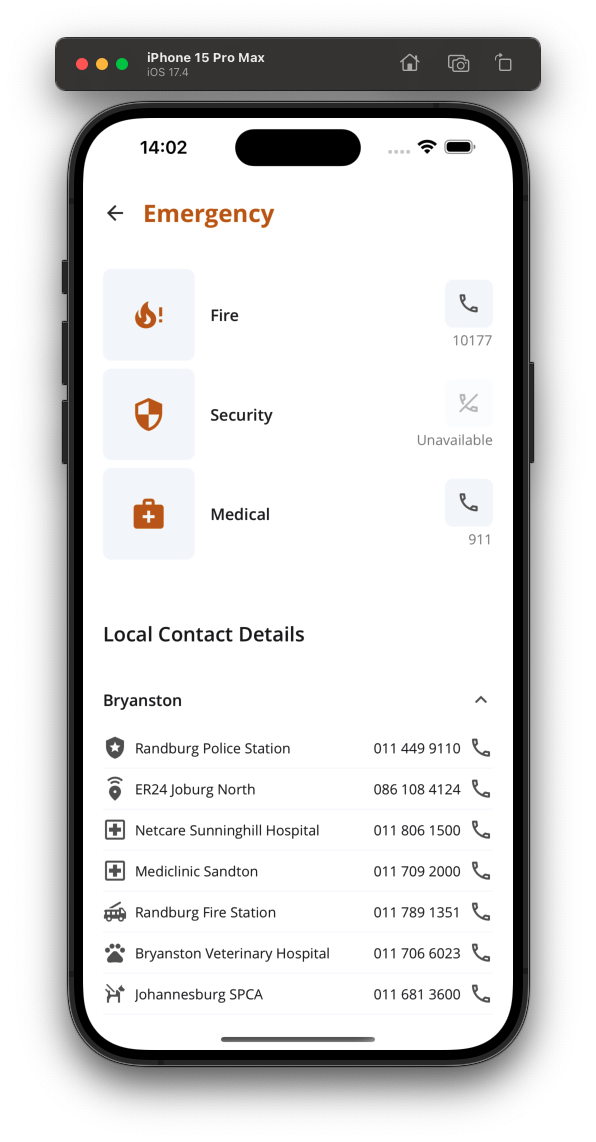 iPhone 15 Pro Max
iOS 17.4
14:02
Emergency
Fire
10177
Security
Unavailable
Medical
911
Local Contact Details
Bryanston
Randburg Police Station 011 449 9110
ER24 Joburg North 086 108 4124
Netcare Sunninghill Hospital 011 806 1500
Mediclinic Sandton 011 709 2000
Randburg Fire Station 011 789 1351
Bryanston Veterinary Hospital 011 706 6023
Johannesburg SPCA 011 681 3600